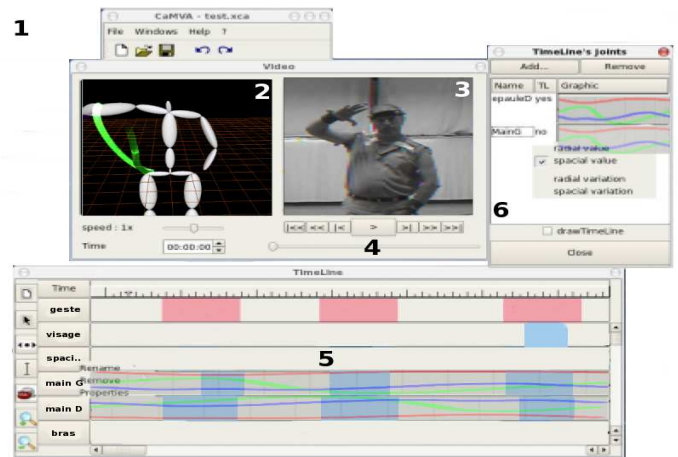 1
CaMVA - test.xca
File Windows Help ?
Video
2
3
speed : 1x
|<< << |< > >| >> >>|
Time 00:00:00
4
TimeLine's joints
Add... Remove
Name TL Graphic
epauleD yes
MainG no
radial value
spacial value
radial variation
spacial variation
6
drawTimeLine
Close
TimeLine
Time
geste
visage
spaci..
5
Rename
main G
Remove
Properties
main D
bras